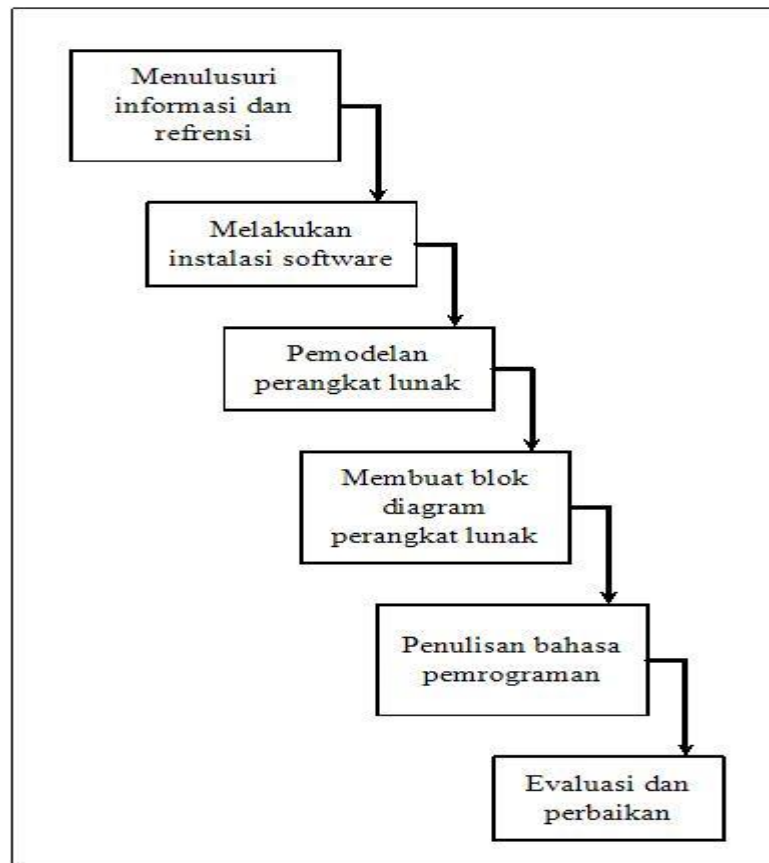 Menulusuri
informasi dan
refrensi
Melakukan
instalasi software
Pemodelan
perangkat lunak
Membuat blok
diagram
perangkat lunak
Penulisan bahasa
pemrograman
Evaluasi dan
perbaikan